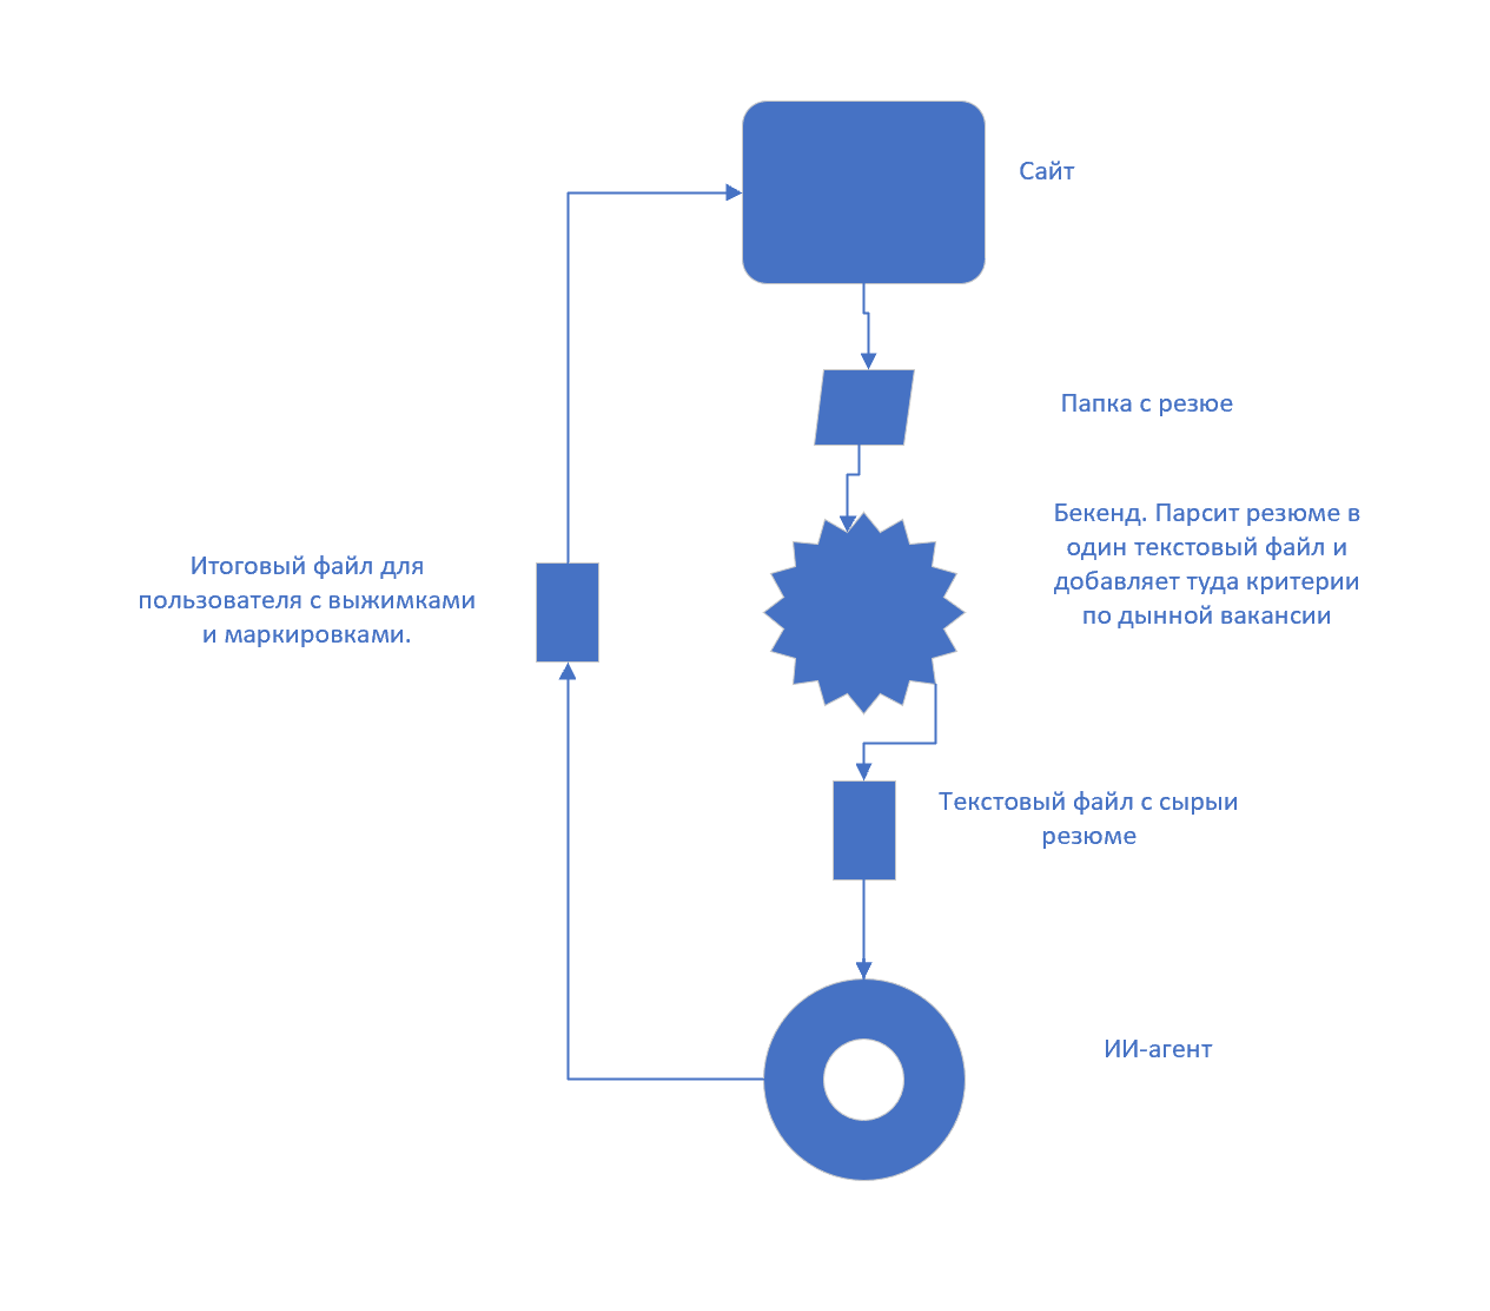 Сайт
Папка с резюе
Бекенд. Парсит резюме в
один текстовый файл и
добавляет туда критерии
по дынной вакансии
Итоговый файл для
пользователя с выжимками
и маркировками.
Текстовый файл с сырыи
резюме
ИИ-агент